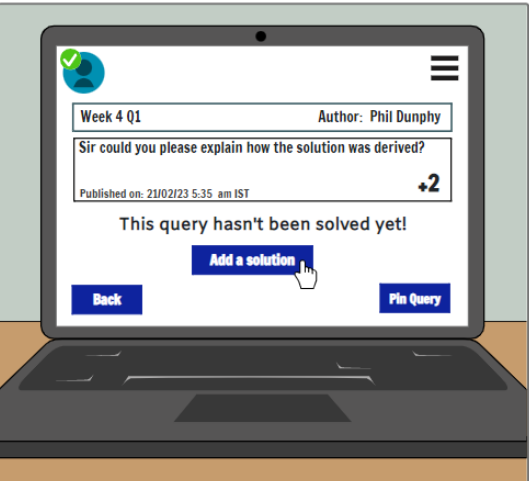 Week 4 Q1 Author: Phil Dunphy
Sir could you please explain how the solution was derived?
+2
Published on: 21/02/23 5:35 am IST
This query hasn't been solved yet!
Add a solution
Back Pin Query